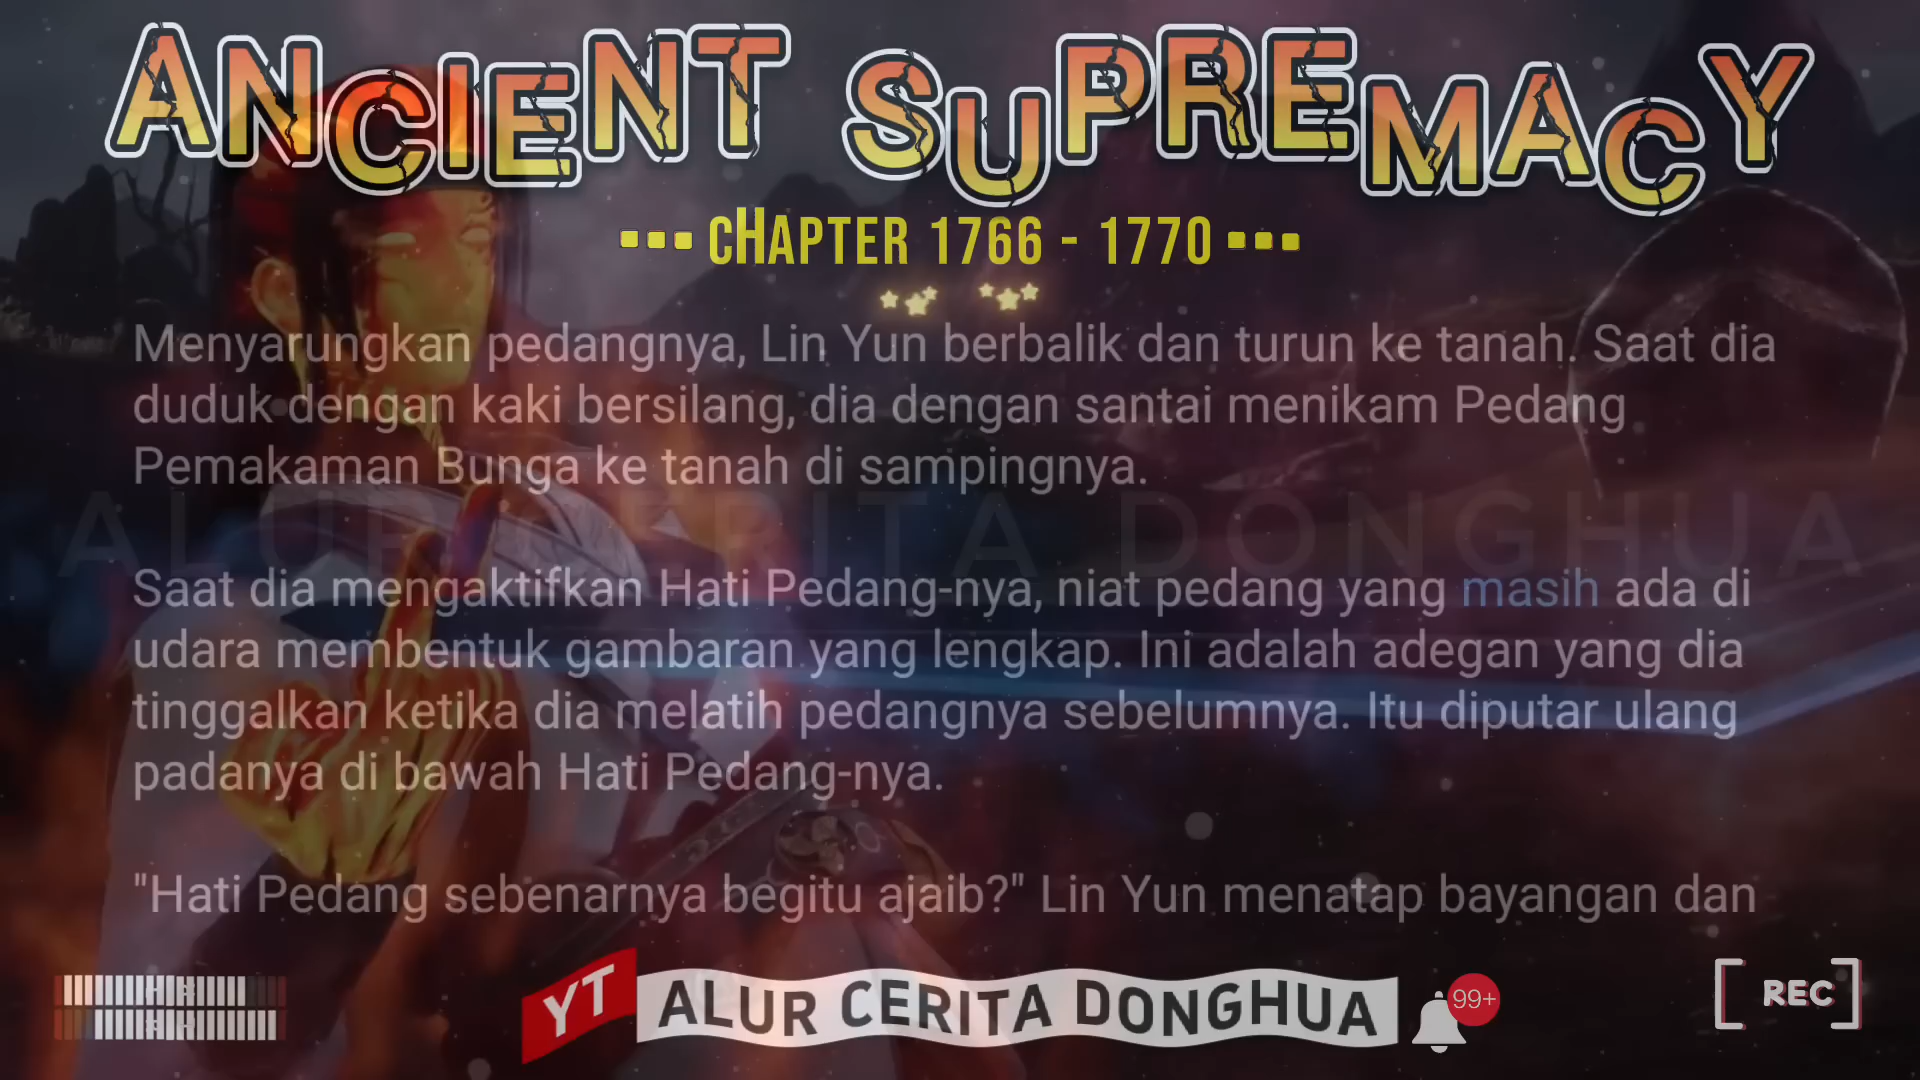 ANCIENT SUPREMACY
CHAPTER 1766 - 1770
Menyarungkan pedangnya, Lin Yun berbalik dan turun ke tanah. Saat dia
duduk dengan kaki bersilang, dia dengan santai menikam Pedang
Pemakaman Bunga ke tanah di sampingnya.
ALUR CERITA DONGHUA
Saat dia mengaktifkan Hati Pedang-nya, niat pedang yang masih ada di
udara membentuk gambaran yang lengkap. Ini adalah adegan yang dia
tinggalkan ketika dia melatih pedangnya sebelumnya. Itu diputar ulang
padanya di bawah Hati Pedang-nya.
"Hati Pedang sebenarnya begitu ajaib?" Lin Yun menatap bayangan dan
YT ALUR CERITA DONGHUA
99+
REC